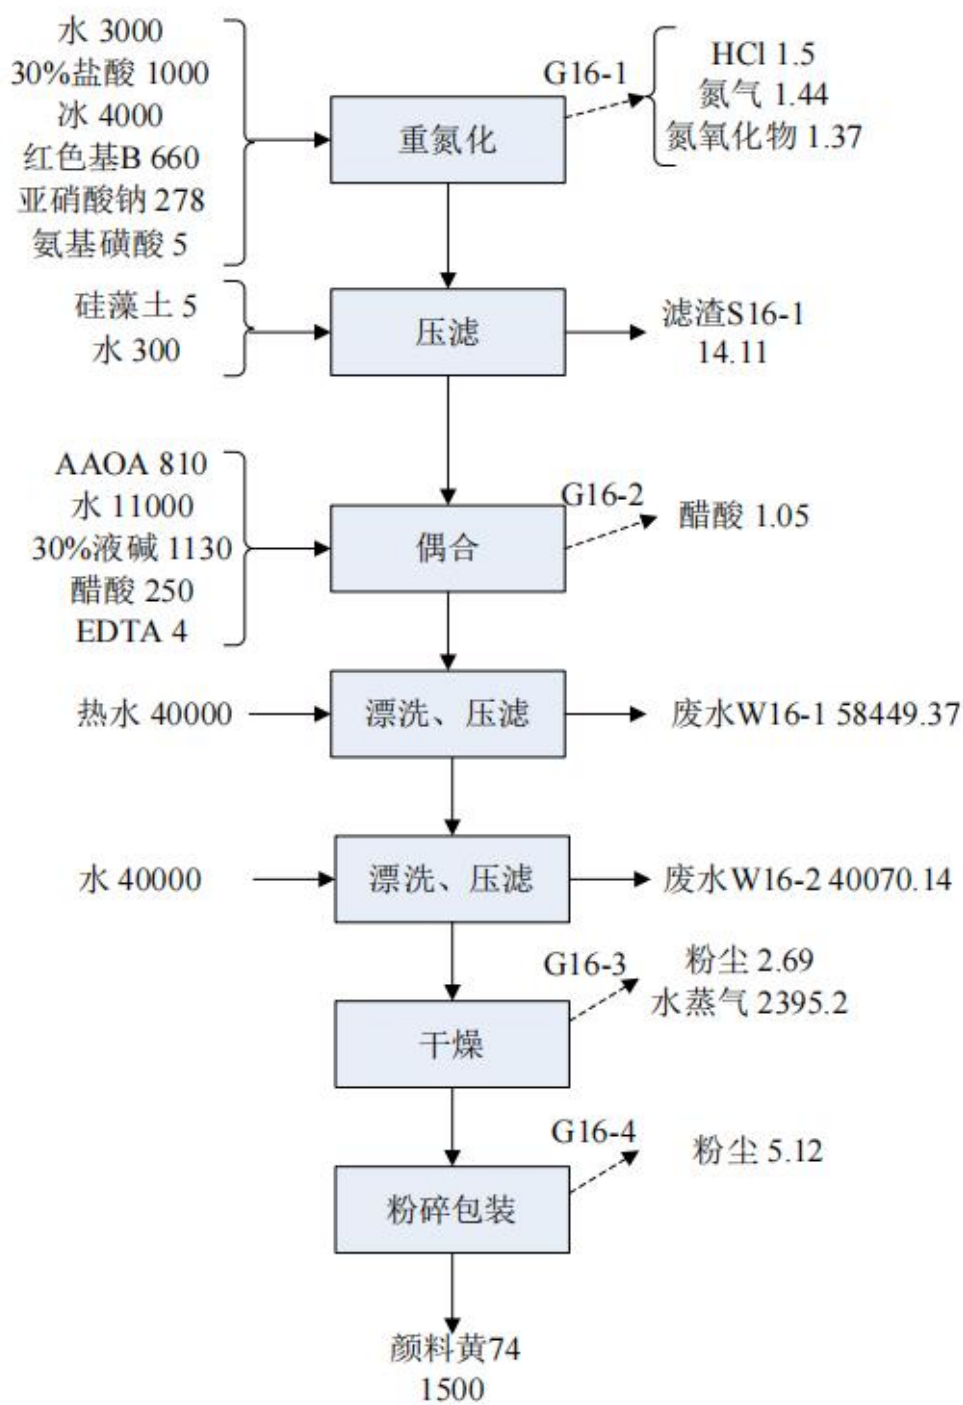 水 3000
30%盐酸 1000
冰 4000
红色基B 660
亚硝酸钠 278
氨基磺酸 5
重氮化
G16-1
HCl 1.5
氮气 1.44
氮氧化物 1.37
硅藻土 5
水 300
压滤
滤渣S16-1
14.11
AAOA 810
水 11000
30%液碱 1130
醋酸 250
EDTA 4
偶合
G16-2
醋酸 1.05
热水 40000
漂洗、压滤
废水W16-1 58449.37
水 40000
漂洗、压滤
废水W16-2 40070.14
G16-3
粉尘 2.69
水蒸气 2395.2
干燥
G16-4
粉尘 5.12
粉碎包装
颜料黄74
1500